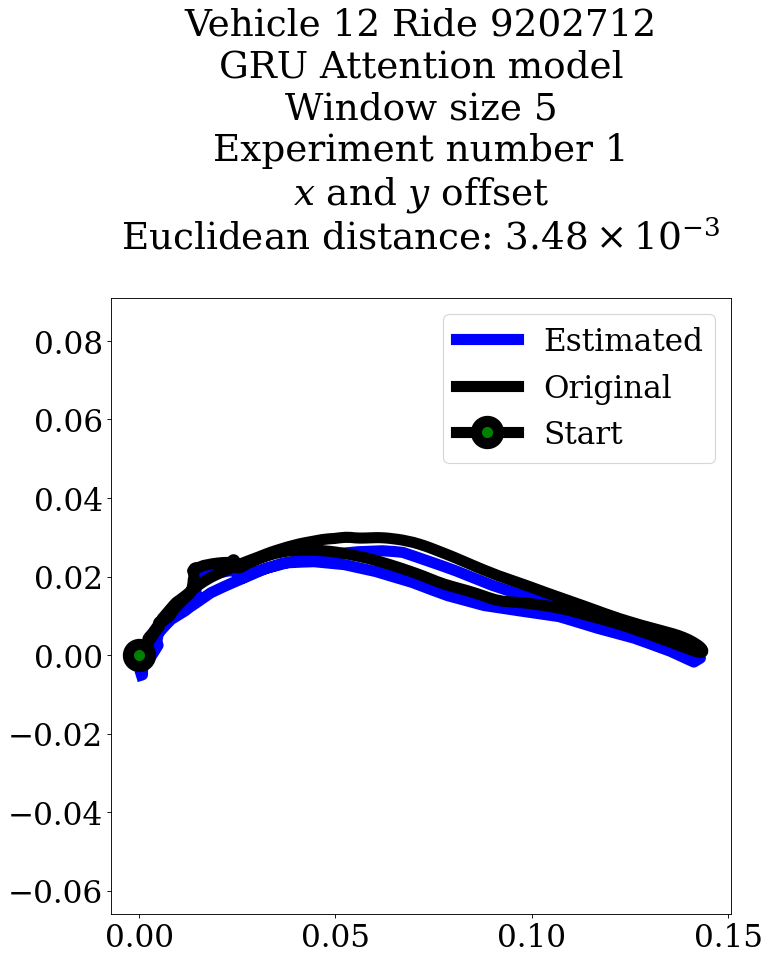 Vehicle 12 Ride 9202712
GRU Attention model
Window size 5
Experiment number 1
x and y offset
Euclidean distance: 3.48 × 10⁻³
Estimated
Original
Start
0.08
0.06
0.04
0.02
0.00
−0.02
−0.04
−0.06
0.00 0.05 0.10 0.15